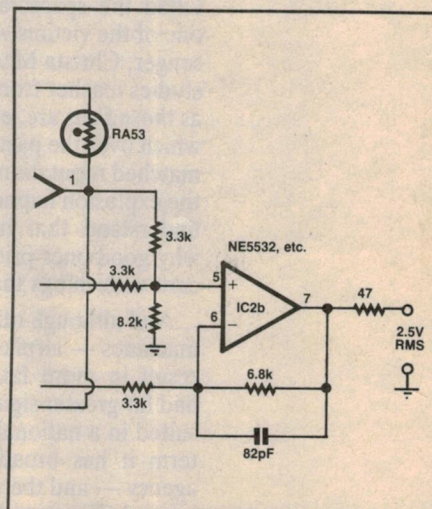 RA53
1
3.3k
NE5532, etc.
3.3k
5
+
7
47
IC2b
8.2k
6
−
2.5V
RMS
6.8k
3.3k
82pF